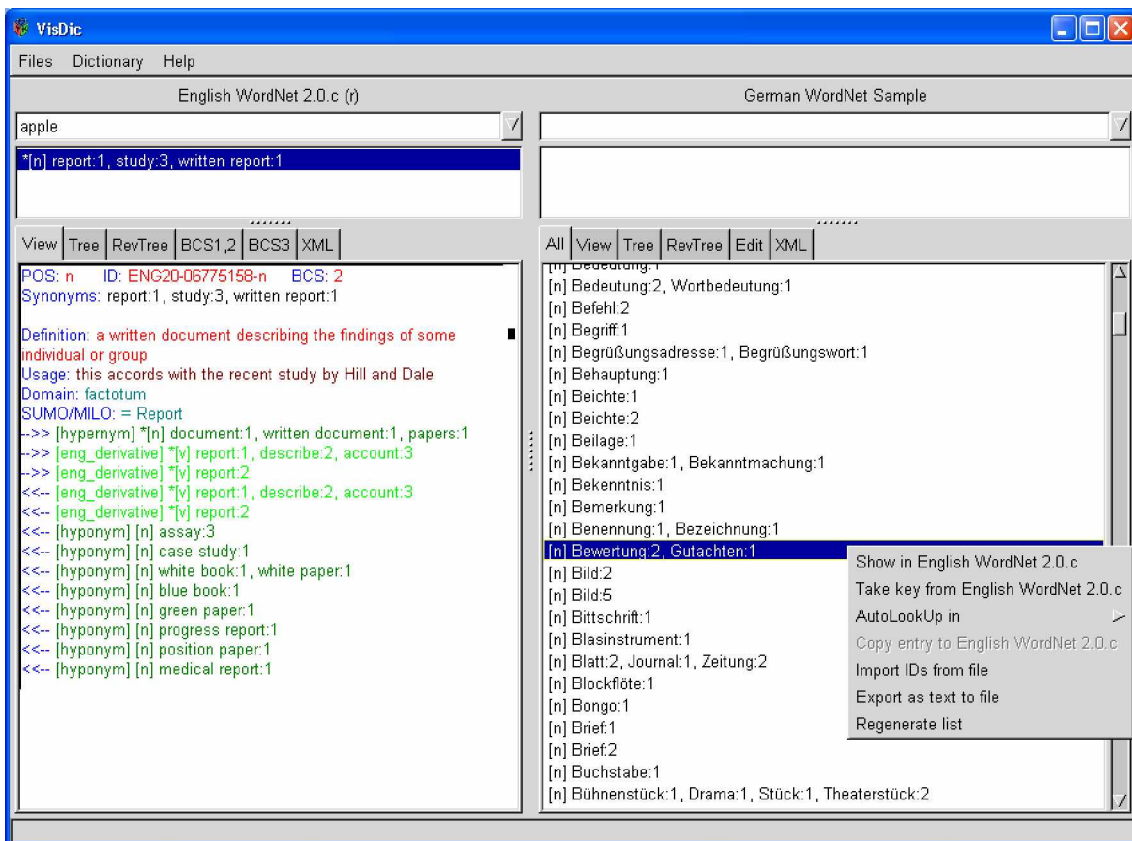 VisDic
Files Dictionary Help
English WordNet 2.0.c (r)
apple
*[n] report:1, study:3, written report:1
View Tree RevTree BCS1,2 BCS3 XML
POS: n ID: ENG20-06775158-n BCS: 2
Synonyms: report:1, study:3, written report:1
Definition: a written document describing the findings of some
individual or group
Usage: this accords with the recent study by Hill and Dale
Domain: factotum
SUMO/MILO: = Report
-->> [hypernym] *[n] document:1, written document:1, papers:1
-->> [eng_derivative] *[v] report:1, describe:2, account:3
-->> [eng_derivative] *[v] report:2
<<-- [eng_derivative] *[v] report:1, describe:2, account:3
<<-- [eng_derivative] *[v] report:2
<<-- [hyponym] [n] assay:3
<<-- [hyponym] [n] case study:1
<<-- [hyponym] [n] white book:1, white paper:1
<<-- [hyponym] [n] blue book:1
<<-- [hyponym] [n] green paper:1
<<-- [hyponym] [n] progress report:1
<<-- [hyponym] [n] position paper:1
<<-- [hyponym] [n] medical report:1
German WordNet Sample
All View Tree RevTree Edit XML
[n] Bedeutung:1
[n] Bedeutung:2, Wortbedeutung:1
[n] Befehl:2
[n] Begriff:1
[n] Begrüßungsadresse:1, Begrüßungswort:1
[n] Behauptung:1
[n] Beichte:1
[n] Beichte:2
[n] Beilage:1
[n] Bekanntgabe:1, Bekanntmachung:1
[n] Bekenntnis:1
[n] Bemerkung:1
[n] Benennung:1, Bezeichnung:1
[n] Bewertung:2, Gutachten:1
[n] Bild:2
[n] Bild:5
[n] Bittschrift:1
[n] Blasinstrument:1
[n] Blatt:2, Journal:1, Zeitung:2
[n] Blockflöte:1
[n] Bongo:1
[n] Brief:1
[n] Brief:2
[n] Buchstabe:1
[n] Bühnenstück:1, Drama:1, Stück:1, Theaterstück:2
Show in English WordNet 2.0.c
Take key from English WordNet 2.0.c
AutoLookUp in
Copy entry to English WordNet 2.0.c
Import IDs from file
Export as text to file
Regenerate list